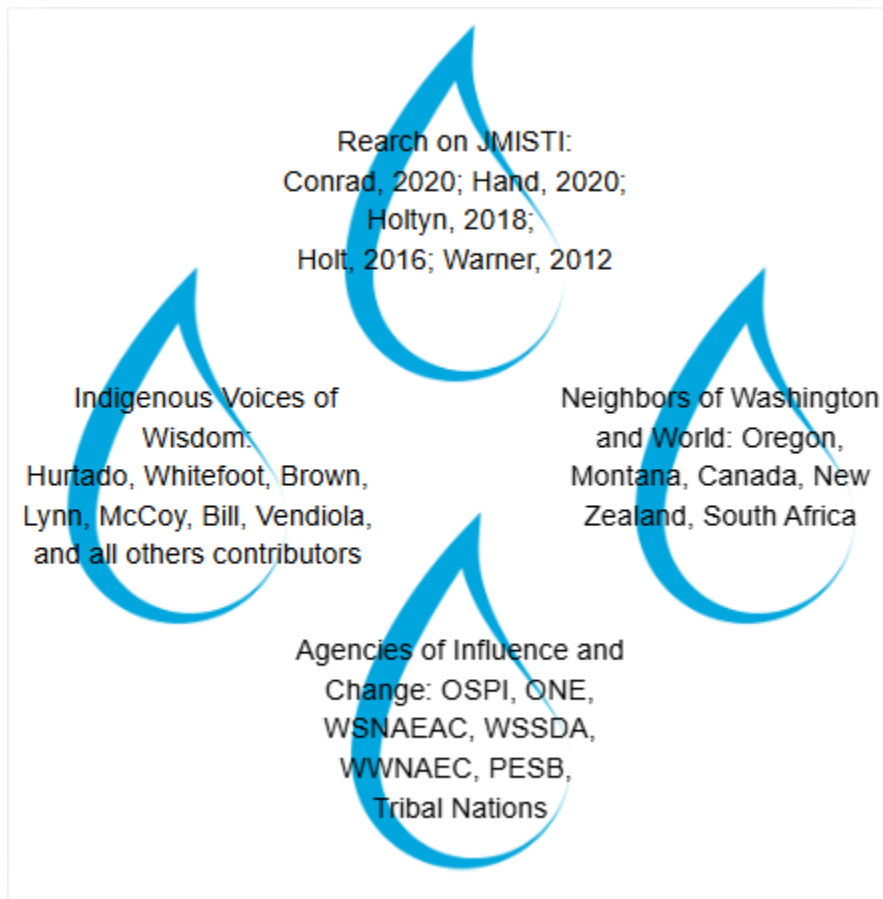 Rearch on JMISTI:
Conrad, 2020; Hand, 2020;
Holtyn, 2018;
Holt, 2016; Warner, 2012
Indigenous Voices of
Wisdom:
Hurtado, Whitefoot, Brown,
Lynn, McCoy, Bill, Vendiola,
and all others contributors
Neighbors of Washington
and World: Oregon,
Montana, Canada, New
Zealand, South Africa
Agencies of Influence and
Change: OSPI, ONE,
WSNAEAC, WSSDA,
WWNAEC, PESB,
Tribal Nations